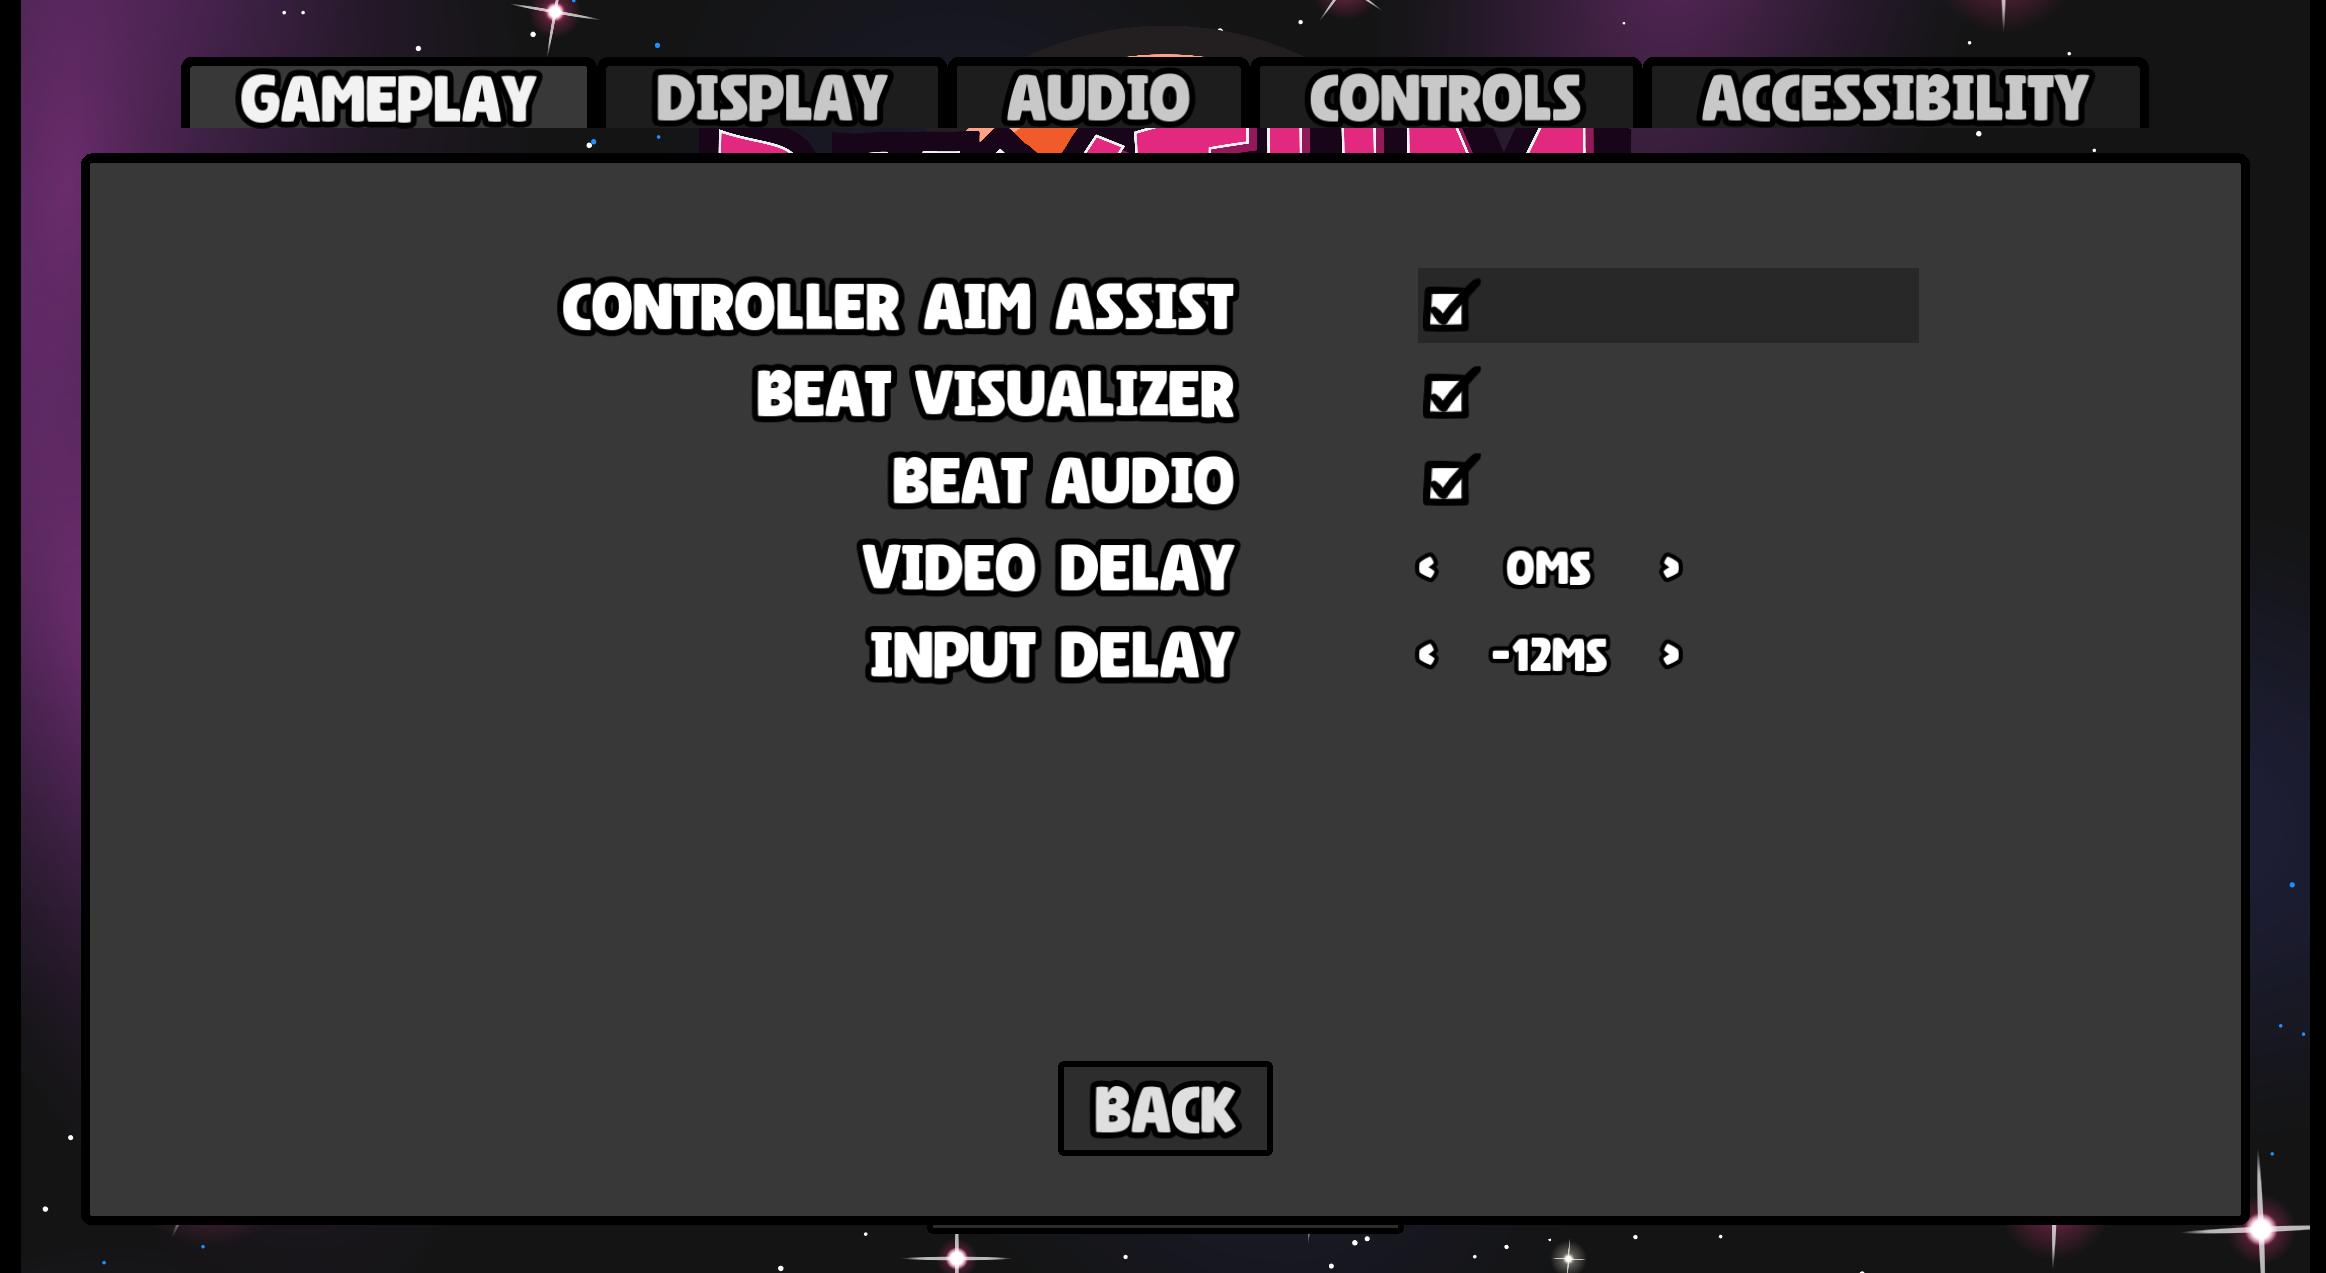 GAMEPLAY DISPLAY AUDIO CONTROLS ACCESSIBILITY
CONTROLLER AIM ASSIST
BEAT VISUALIZER
BEAT AUDIO
VIDEO DELAY < 0MS >
INPUT DELAY < -12MS >
BACK